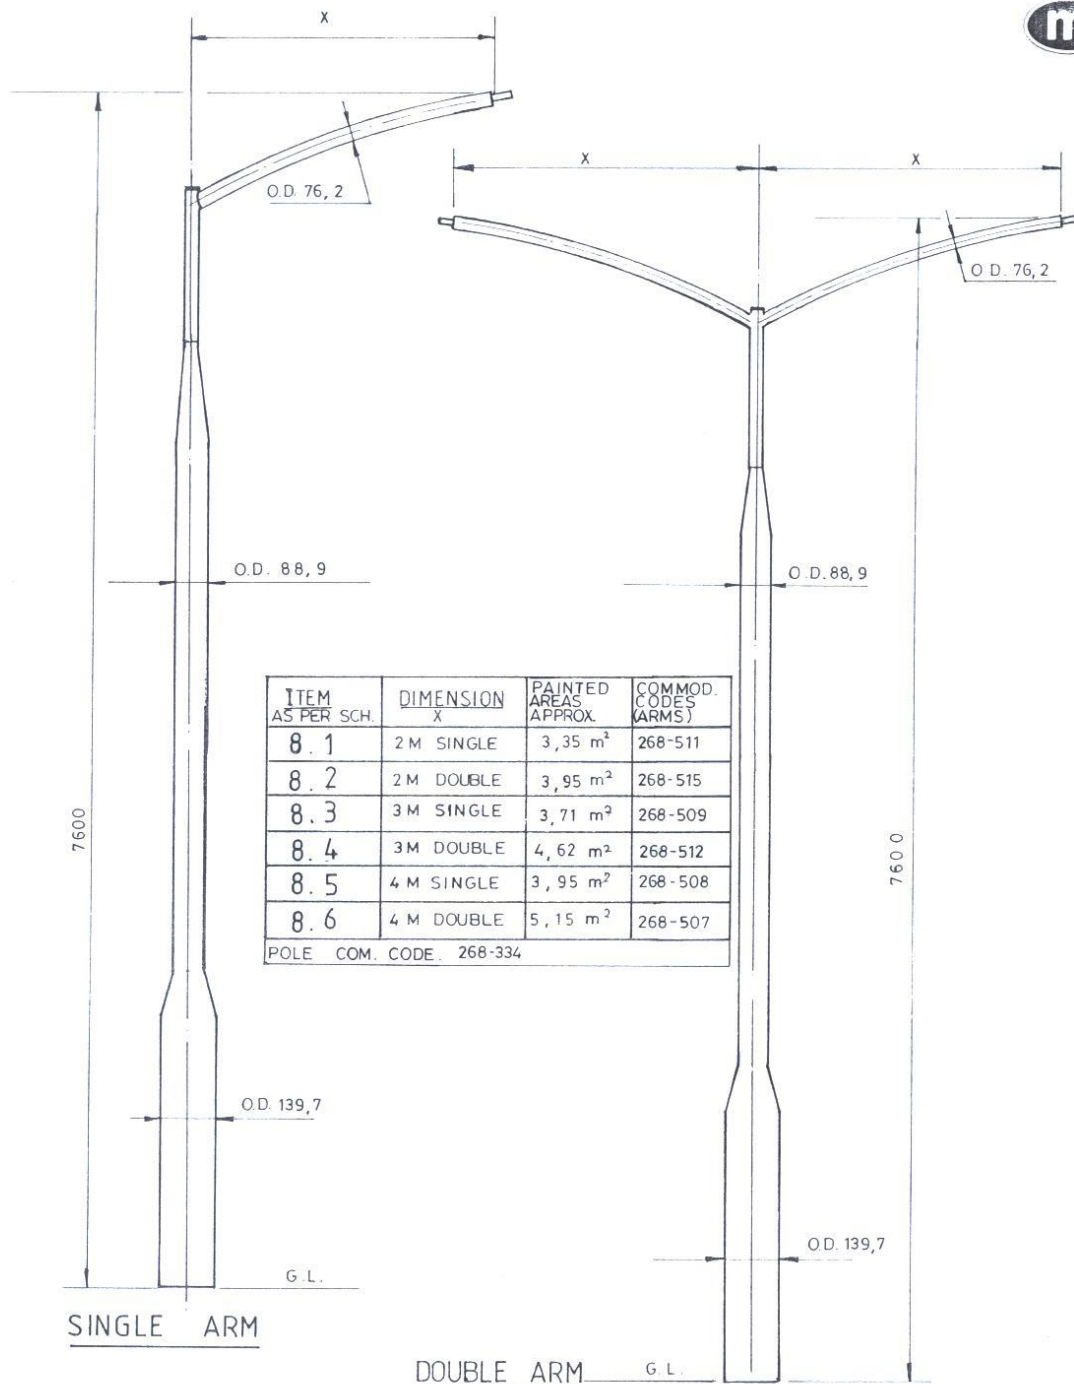 m
X
O.D. 76,2
X
X
O.D. 76,2
O.D. 88,9
O.D. 88,9
ITEM AS PER SCH. DIMENSION X PAINTED AREAS APPROX. COMMOD. CODES (ARMS)
8.1 2 M SINGLE 3,35 m² 268-511
8.2 2 M DOUBLE 3,95 m² 268-515
8.3 3 M SINGLE 3,71 m² 268-509
8.4 3 M DOUBLE 4,62 m² 268-512
8.5 4 M SINGLE 3,95 m² 268-508
8.6 4 M DOUBLE 5,15 m² 268-507
POLE COM. CODE. 268-334
7600
7600
O.D. 139,7
O.D. 139,7
G.L.
SINGLE ARM
DOUBLE ARM
G.L.